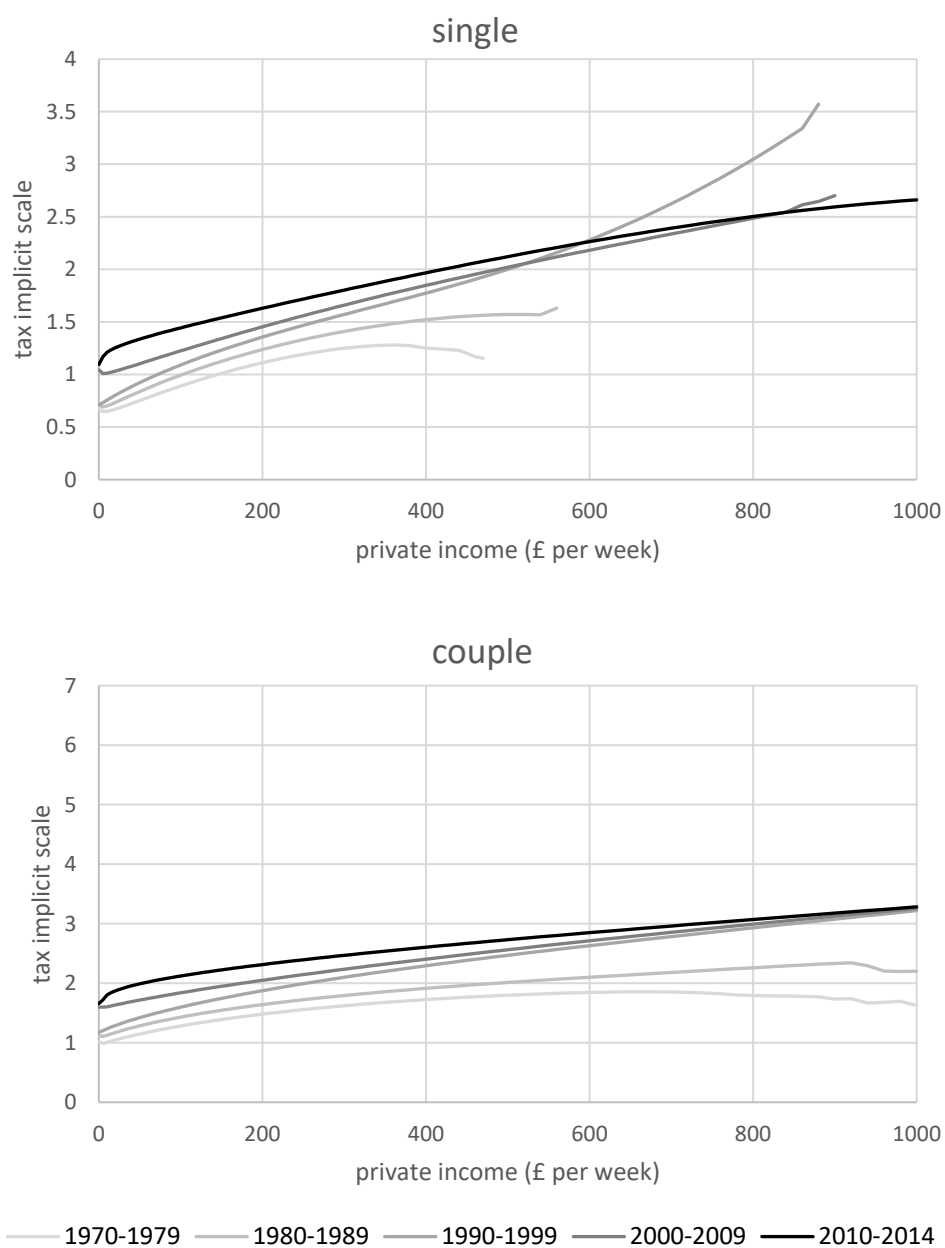 single
4
3.5
3
2.5
2
1.5
1
0.5
0
tax implicit scale
0 200 400 600 800 1000
private income (£ per week)
couple
7
6
5
4
3
2
1
0
tax implicit scale
0 200 400 600 800 1000
private income (£ per week)
1970-1979 1980-1989 1990-1999 2000-2009 2010-2014